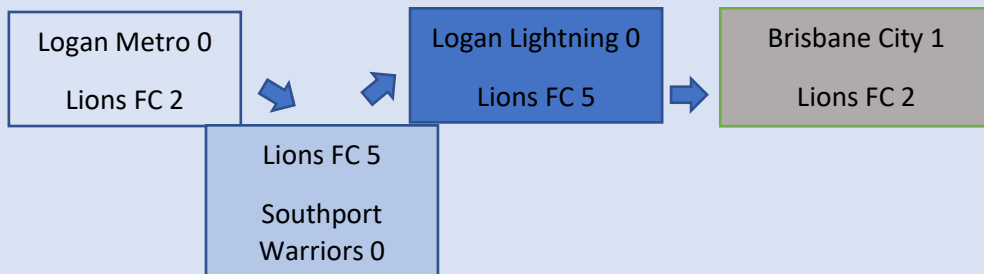 Logan Metro 0
Lions FC 2
Lions FC 5
Southport
Warriors 0
Logan Lightning 0
Lions FC 5
Brisbane City 1
Lions FC 2